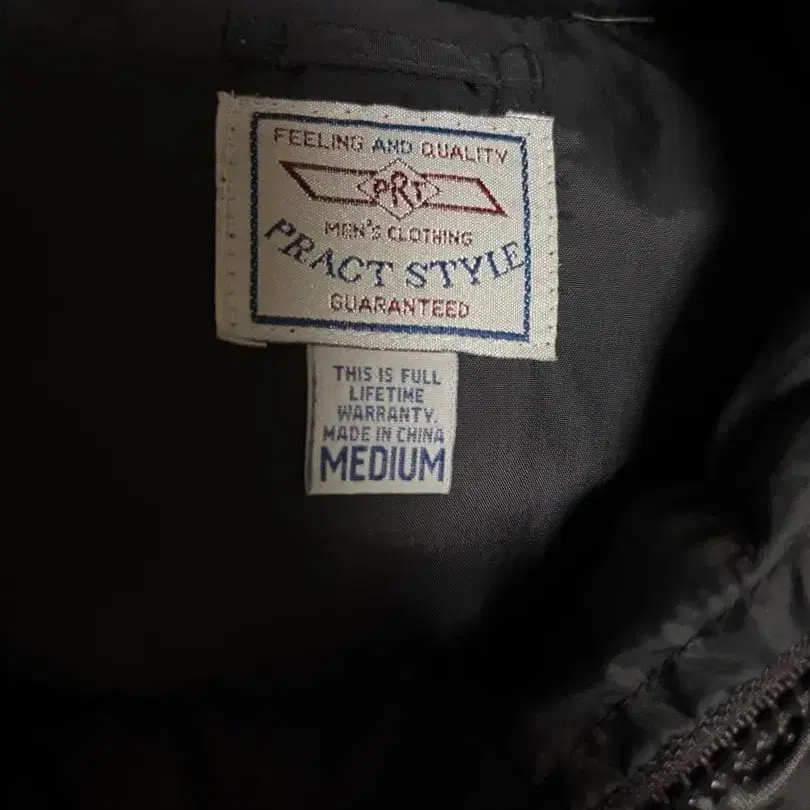 FEELING AND QUALITY
PRT
MEN'S CLOTHING
PRACT STYLE
GUARANTEED
THIS IS FULL
LIFETIME
WARRANTY.
MADE IN CHINA
MEDIUM